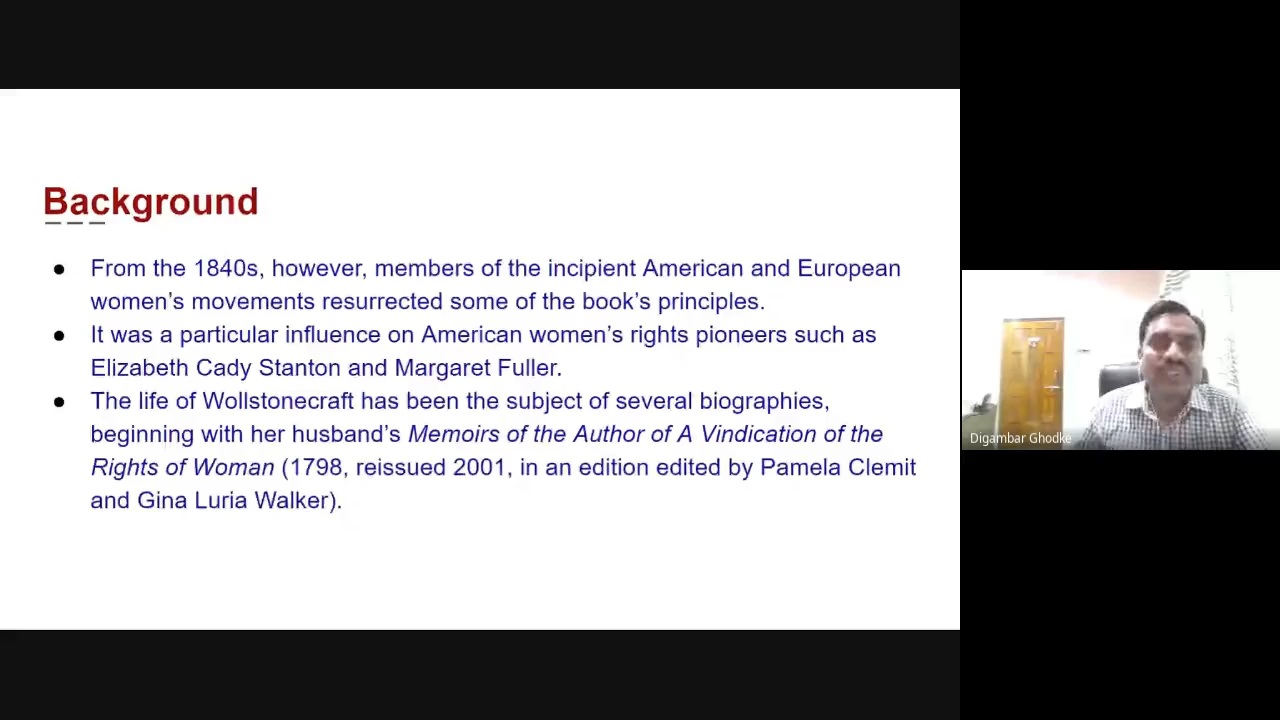 Background
● From the 1840s, however, members of the incipient American and European
women’s movements resurrected some of the book’s principles.
● It was a particular influence on American women’s rights pioneers such as
Elizabeth Cady Stanton and Margaret Fuller.
● The life of Wollstonecraft has been the subject of several biographies,
beginning with her husband’s Memoirs of the Author of A Vindication of the
Rights of Woman (1798, reissued 2001, in an edition edited by Pamela Clemit
and Gina Luria Walker).
Digambar Ghodke